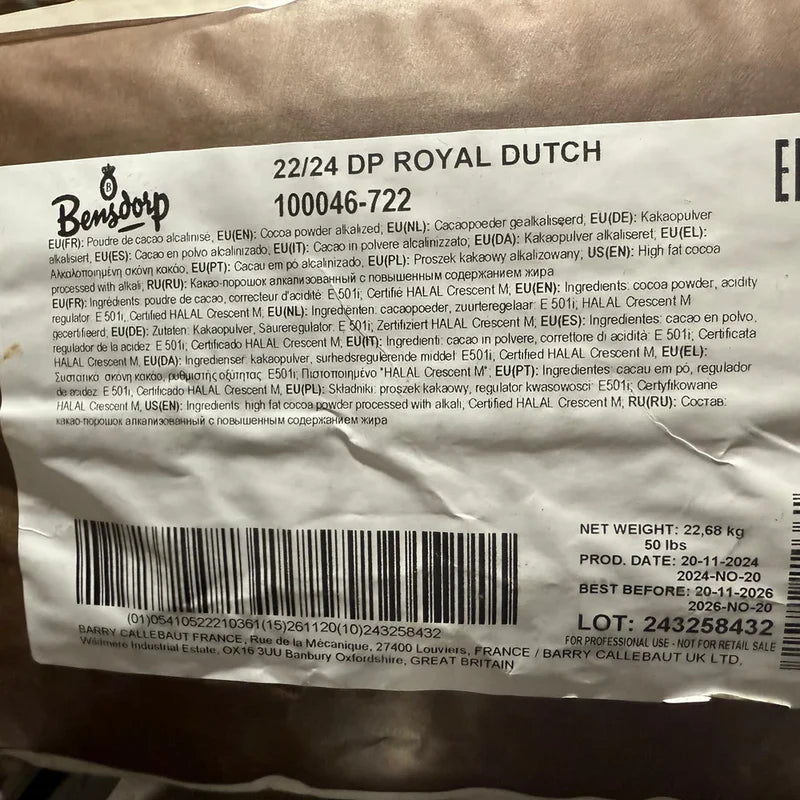 Bensdorp
22/24 DP ROYAL DUTCH
100046-722
EU(FR): Poudre de cacao alcalinisé, EU(EN): Cocoa powder alkalized, EU(NL): Cacaopoeder gealkaliseerd, EU(DE): Kakaopulver
alkalisiert, EU(ES): Cacao en polvo alcalinizado, EU(IT): Cacao in polvere alcalinizzato; EU(DA): Kakaopulver alkaliseret; EU(EL):
Αλκαλοποιημένη σκόνη κακάο, EU(PT): Cacau em pó alcalinizado, EU(PL): Proszek kakaowy alkalizowany; US(EN): High fat cocoa
processed with alkali, RU(RU): Какао-порошок алкализованный с повышенным содержанием жира
EU(FR): Ingrédients: poudre de cacao, correcteur d'acidité: E 501i, Certifié HALAL Crescent M, EU(EN): Ingredients: cocoa powder, acidity
regulator: E 501i, Certified HALAL Crescent M, EU(NL): Ingrediënten: cacaopoeder, zuurteregelaar: E 501i, HALAL Crescent M
gecertifieerd, EU(DE): Zutaten: Kakaopulver, Säureregulator: E 501i, Zertifiziert HALAL Crescent M, EU(ES): Ingredientes: cacao en polvo,
regulador de la acidez: E 501i, Certificado HALAL Crescent M, EU(IT): Ingredienti: cacao in polvere, correttore di acidità: E 501i, Certificata
HALAL Crescent M, EU(DA): Ingredienser: kakaopulver, surhedsregulerende middel: E501i, Certified HALAL Crescent M, EU(EL):
Συστατικά: σκόνη κακάο, ρυθμιστής οξύτητας: E501i, Πιστοποιημένο "HALAL Crescent M", EU(PT): Ingredientes: cacau em pó, regulador
de acidez: E 501i, Certificado HALAL Crescent M, EU(PL): Składniki: proszek kakaowy, regulator kwasowości: E501i, Certyfikowane
HALAL Crescent M, US(EN): Ingredients: high fat cocoa powder processed with alkali, Certified HALAL Crescent M, RU(RU): Состав:
какао-порошок алкализованный с повышенным содержанием жира
NET WEIGHT: 22,68 kg
50 lbs
PROD. DATE: 20-11-2024
2024-NO-20
BEST BEFORE: 20-11-2026
2026-NO-20
LOT: 243258432
FOR PROFESSIONAL USE - NOT FOR RETAIL SALE
(01)05410522210361(15)261120(10)243258432
BARRY CALLEBAUT FRANCE, Rue de la Mécanique, 27400 Louviers, FRANCE / BARRY CALLEBAUT UK LTD.
Wildmere Industrial Estate, OX16 3UU Banbury Oxfordshire, GREAT BRITAIN